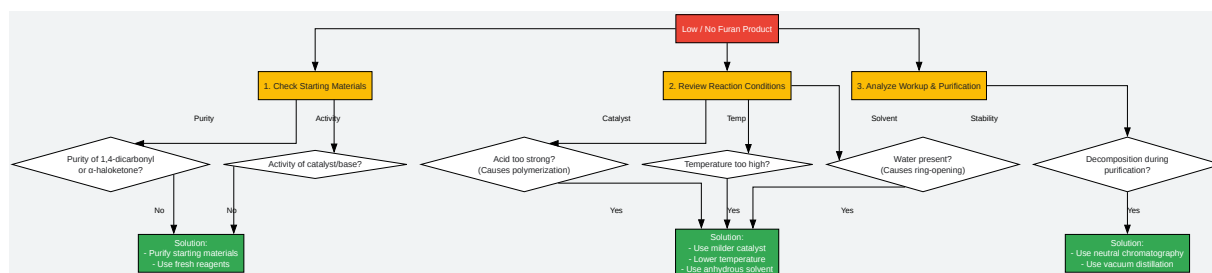 Low / No Furan Product
1. Check Starting Materials
2. Review Reaction Conditions
3. Analyze Workup & Purification
Purity
Activity
Catalyst
Temp
Solvent
Stability
Purity of 1,4-dicarbonyl
or α-haloketone?
Activity of catalyst/base?
Acid too strong?
(Causes polymerization)
Temperature too high?
Water present?
(Causes ring-opening)
Decomposition during
purification?
No
No
Yes
Yes
Yes
Yes
Solution:
- Purify starting materials
- Use fresh reagents
Solution:
- Use milder catalyst
- Lower temperature
- Use anhydrous solvent
Solution:
- Use neutral chromatography
- Use vacuum distillation